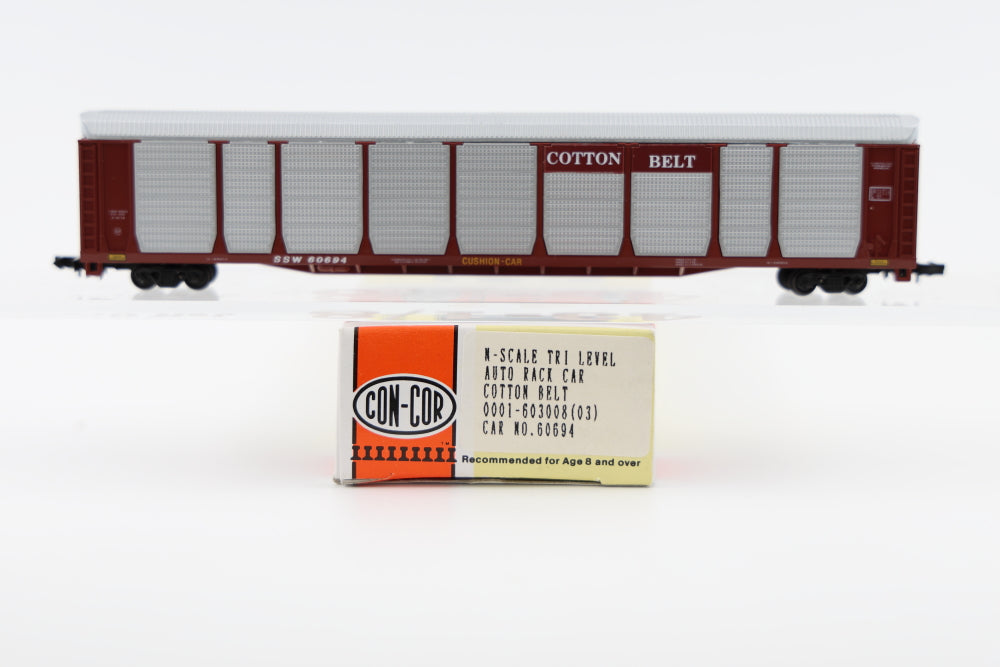 COTTON BELT
SSW 60694
CUSHION-CAR
CON-COR
TM
N-SCALE TRI LEVEL
AUTO RACK CAR
COTTON BELT
0001-603008(03)
CAR NO.60694
Recommended for Age 8 and over